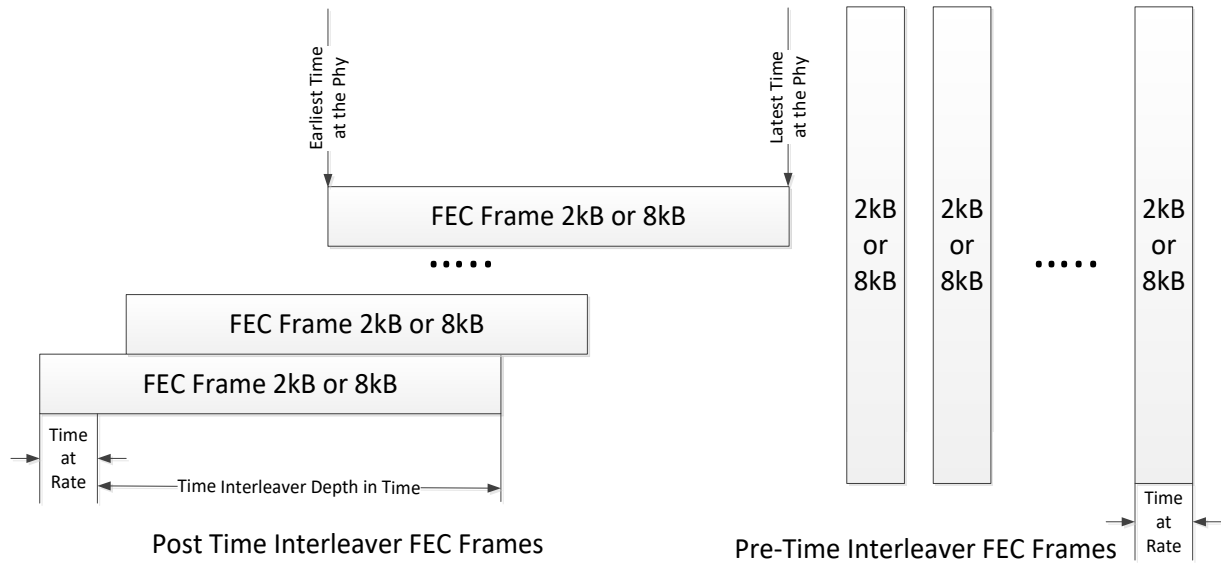 Earliest Time
at the Phy
Latest Time
at the Phy
FEC Frame 2kB or 8kB
.....
FEC Frame 2kB or 8kB
FEC Frame 2kB or 8kB
Time
at
Rate
Time Interleaver Depth in Time
Post Time Interleaver FEC Frames
2kB
or
8kB
2kB
or
8kB
.....
2kB
or
8kB
Time
at
Rate
Pre-Time Interleaver FEC Frames